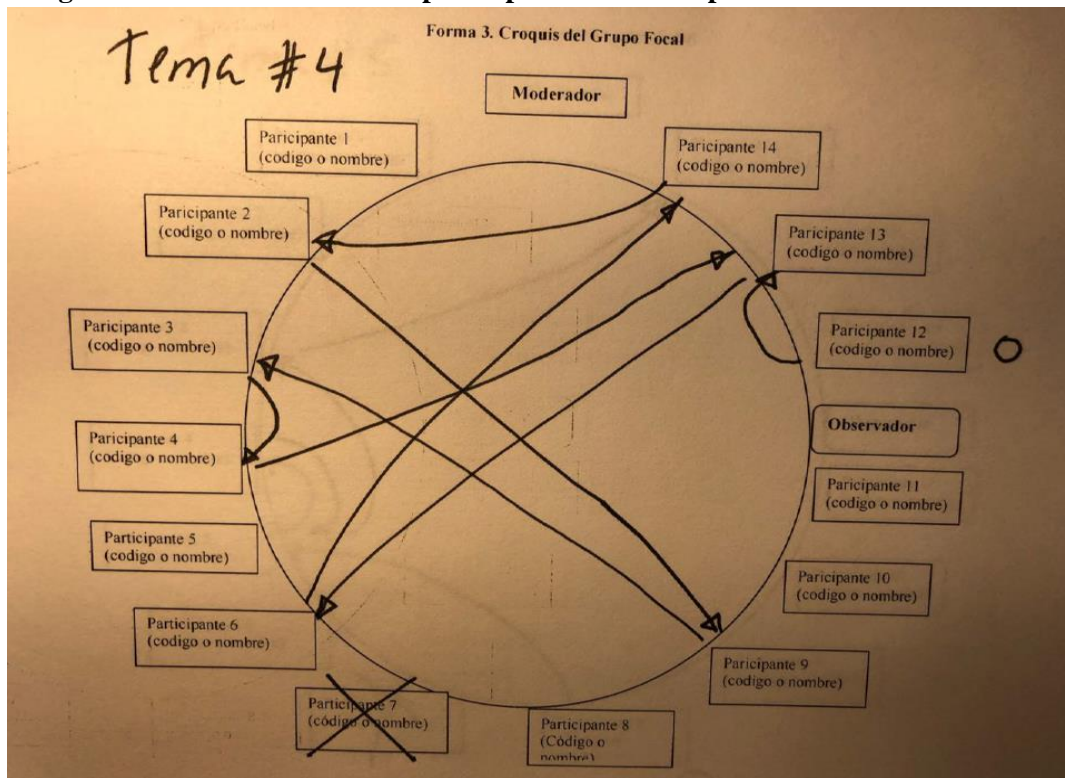 Forma 3. Croquis del Grupo Focal
Tema #4
Moderador
Paricipante 1
(codigo o nombre)
Paricipante 14
(codigo o nombre)
Paricipante 2
(codigo o nombre)
Paricipante 13
(codigo o nombre)
Paricipante 3
(codigo o nombre)
Paricipante 12
(codigo o nombre)
O
Paricipante 4
(codigo o nombre)
Observador
Paricipante 11
(codigo o nombre)
Participante 5
(codigo o nombre)
Paricipante 10
(codigo o nombre)
Participante 6
(codigo o nombre)
Paricipante 9
(codigo o nombre)
Participante 7
(código o nombre)
Participante 8
(Código o
nombre)